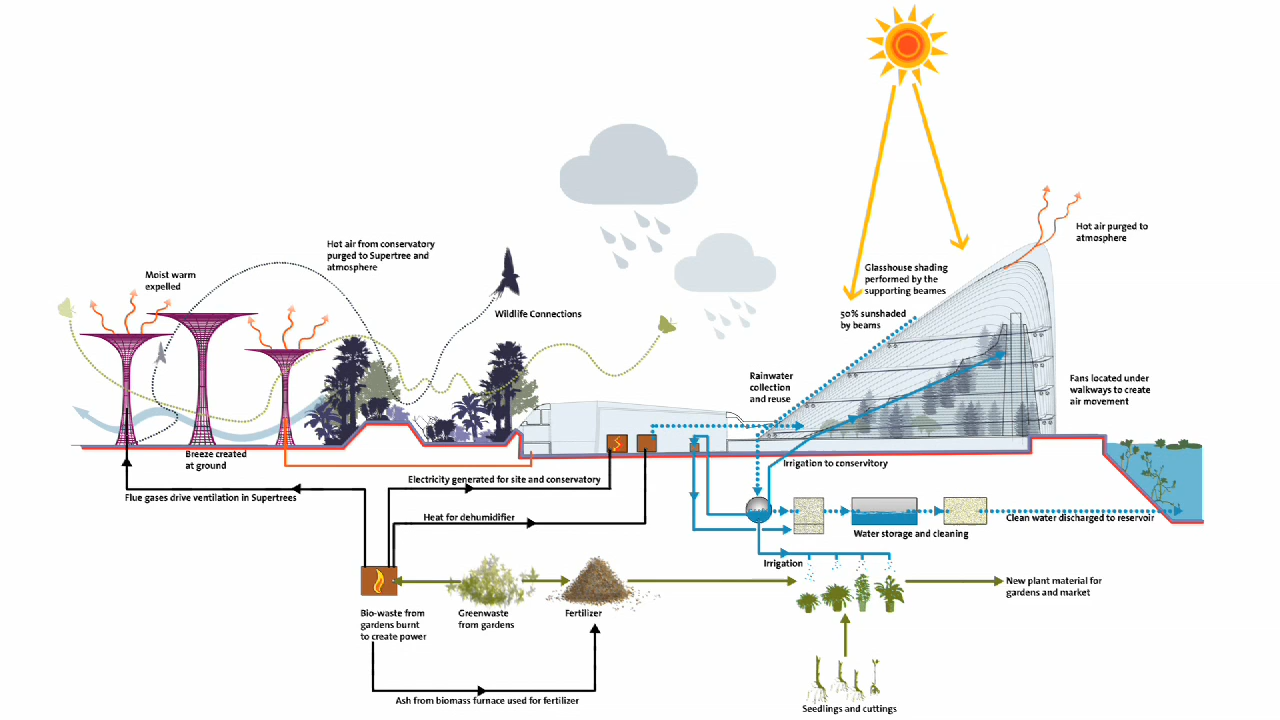 Hot air purged to
atmosphere
Hot air from conservatory
purged to Supertree and
atmosphere
Moist warm
expelled
Glasshouse shading
performed by the
supporting beames
50% sunshaded
by beams
Wildlife Connections
Rainwater
collection
and reuse
Fans located under
walkways to create
air movement
Breeze created
at ground
Irrigation to conservitory
Electricity generated for site and conservatory
Flue gases drive ventilation in Supertrees
Heat for dehumidifier
Clean water discharged to reservoir
Water storage and cleaning
Irrigation
New plant material for
gardens and market
Bio-waste from
gardens burnt
to create power
Greenwaste
from gardens
Fertilizer
Ash from biomass furnace used for fertilizer
Seedlings and cuttings